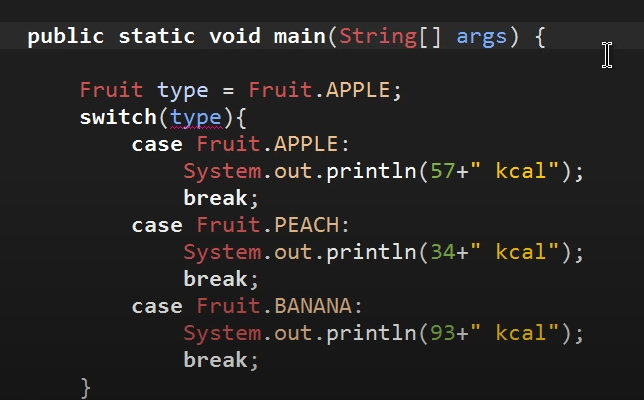 public static void main(String[] args) {
Fruit type = Fruit.APPLE;
switch(type){
case Fruit.APPLE:
System.out.println(57+" kcal");
break;
case Fruit.PEACH:
System.out.println(34+" kcal");
break;
case Fruit.BANANA:
System.out.println(93+" kcal");
break;
}